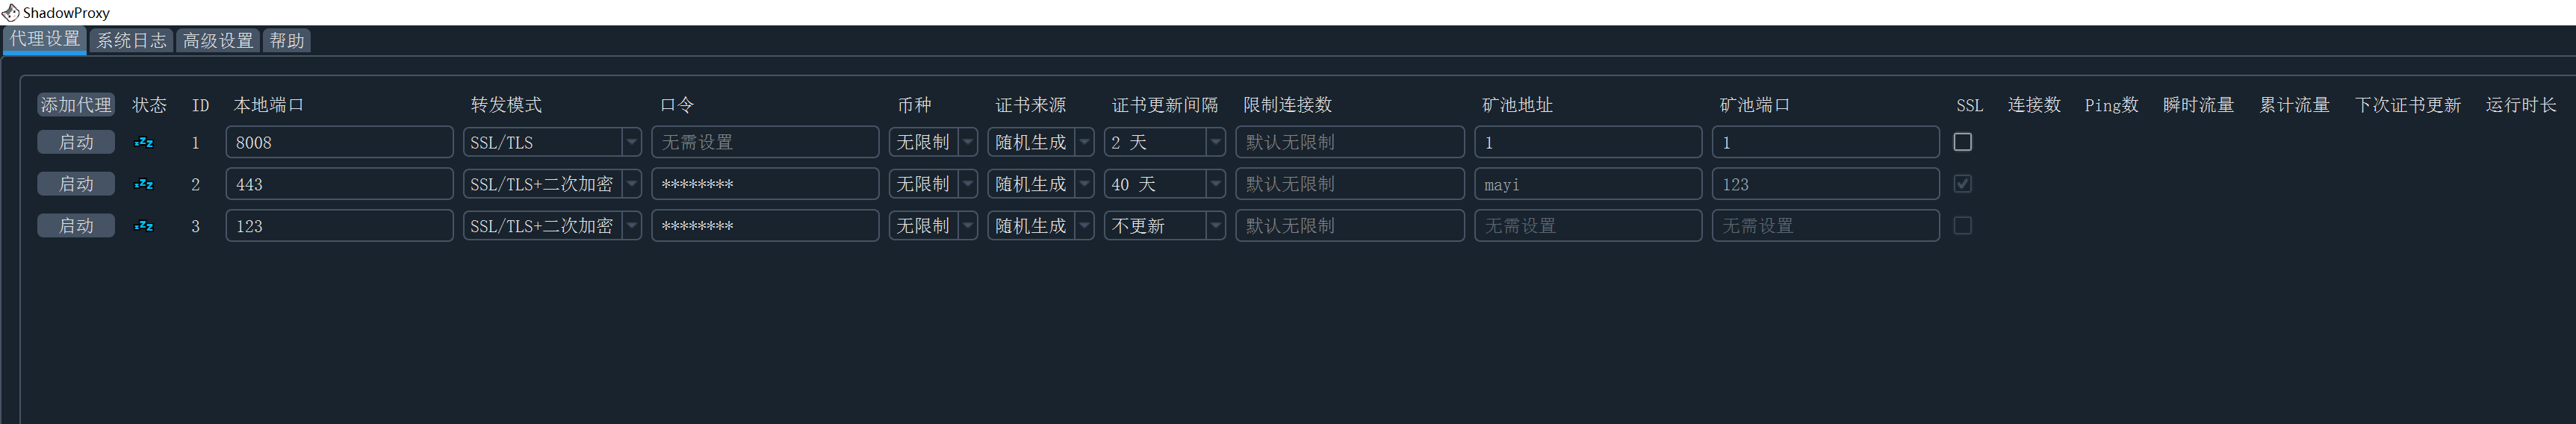 ShadowProxy
代理设置 系统日志 高级设置 帮助
添加代理 状态 ID 本地端口 转发模式 口令 币种 证书来源 证书更新间隔 限制连接数 矿池地址 矿池端口 SSL 连接数 Ping数 瞬时流量 累计流量 下次证书更新 运行时长
启动 zzZ 1 8008 SSL/TLS 无需设置 无限制 随机生成 2 天 默认无限制 1 1
启动 zzZ 2 443 SSL/TLS+二次加密 ******** 无限制 随机生成 40 天 默认无限制 mayi 123
启动 zzZ 3 123 SSL/TLS+二次加密 ******** 无限制 随机生成 不更新 默认无限制 无需设置 无需设置